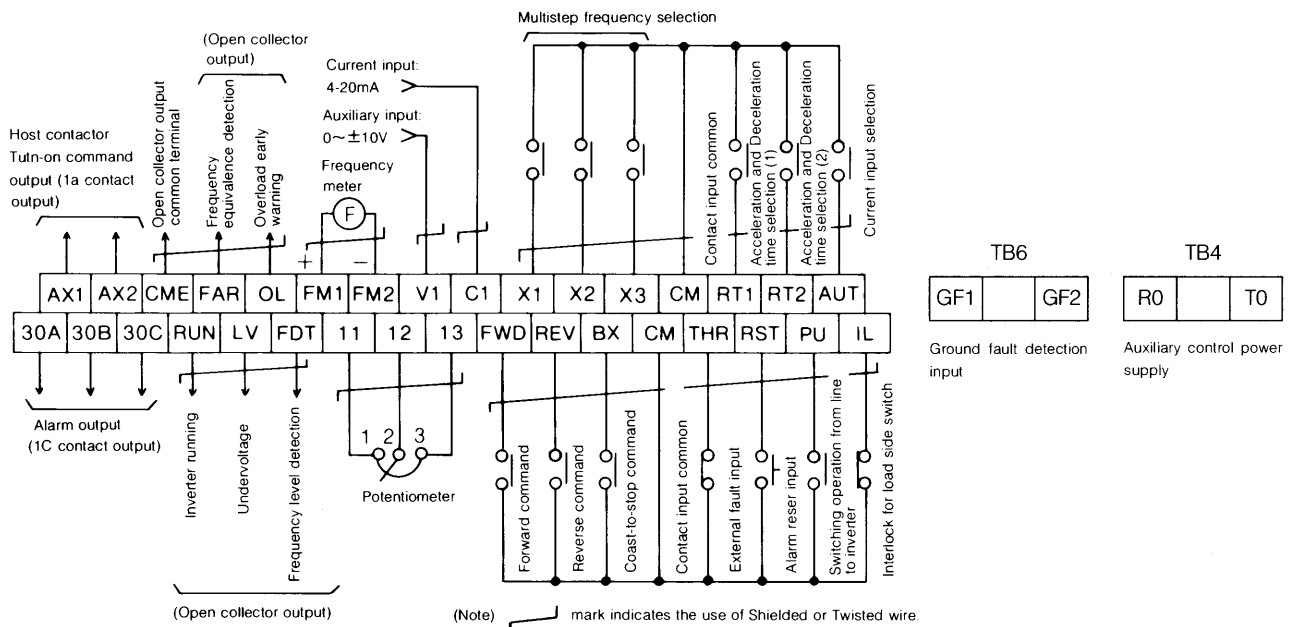 Multistep frequency selection
(Open collector
output)
Current input:
4-20mA
Auxiliary input:
0~±10V
Frequency
meter
F
+
−
Host contactor
Tutn-on command
output (1a contact
output)
Open collector output
common terminal
Frequency
equivalence detection
Overload early
warning
Contact input common
Acceleration and Deceleration
time selection (1)
Acceleration and Deceleration
time selection (2)
Current input selection
AX1 AX2 CME FAR OL FM1 FM2 V1 C1 X1 X2 X3 CM RT1 RT2 AUT
30A 30B 30C RUN LV FDT 11 12 13 FWD REV BX CM THR RST PU IL
Alarm output
(1C contact output)
Inverter running
Undervoltage
Frequency level detection
(Open collector output)
1 2 3
Potentiometer
Forward command
Reverse command
Coast-to-stop command
Contact input common
External fault input
Alarm reser input
Switching operation from line
to inverter
Interlock for load side switch
(Note) mark indicates the use of Shielded or Twisted wire.
TB6
GF1 GF2
Ground fault detection
input
TB4
R0 T0
Auxiliary control power
supply